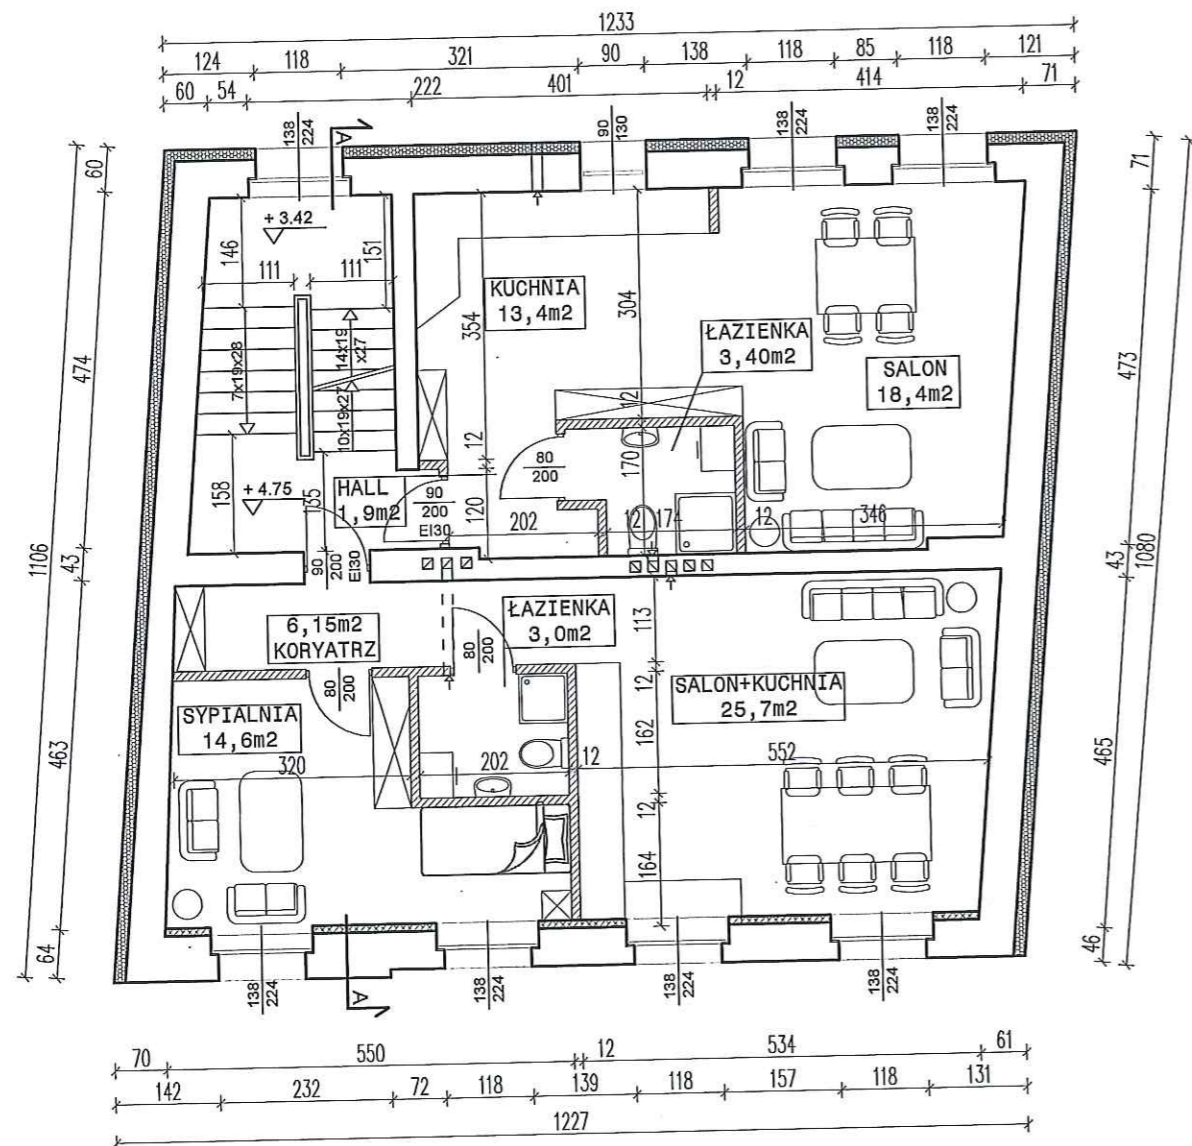 1233
124 118 321 90 138 118 85 118 121
60 54 222 401 12 414 71
138
224
A
90
130
138
224
138
224
60
71
+ 3.42
146
151
111
111
KUCHNIA
13,4m2
354
304
ŁAZIENKA
3,40m2
SALON
18,4m2
474
473
7x19x28
14x19
x27
10x19x27
12
12
80
200
170
158
+ 4.75
155
HALL
1,9m2
90
200
EI30
120
202
12
174
12
346
1106
43
43
1080
90
200
EI30
6,15m2
KORYATRZ
ŁAZIENKA
3,0m2
113
80
200
80
200
12
SALON+KUCHNIA
25,7m2
SYPIALNIA
14,6m2
162
463
465
320
202
12
552
12
164
64
46
138
224
A
138
224
138
224
138
224
70 550 12 534 61
142 232 72 118 139 118 157 118 131
1227